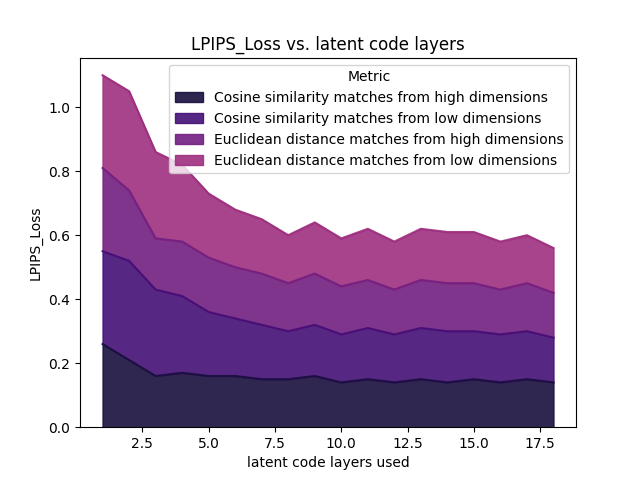 LPIPS_Loss vs. latent code layers
Metric
Cosine similarity matches from high dimensions
Cosine similarity matches from low dimensions
Euclidean distance matches from high dimensions
Euclidean distance matches from low dimensions
LPIPS_Loss
1.0
0.8
0.6
0.4
0.2
0.0
2.5 5.0 7.5 10.0 12.5 15.0 17.5
latent code layers used